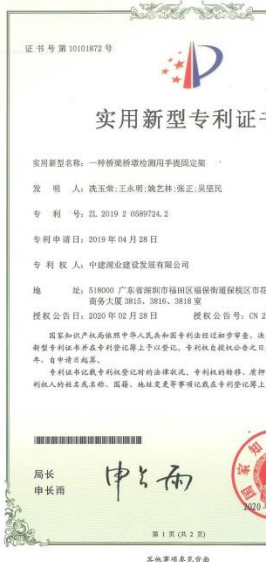 证书号第10101872号
实用新型专利证
实用新型名称：一种桥梁桥墩检测用手提固定架
发 明 人：洗玉荣;王永明;姚艺林;张正;吴坚民
专 利 号：ZL 2019 2 0589724.2
专利申请日：2019年04月28日
专 利 权 人：中建深业建设发展有限公司
地 址：518000 广东省深圳市福田区福保街道保税区市花
商务大厦3815、3816、3818室
授权公告日：2020年02月28日 授权公告号：CN 2
国家知识产权局依照中华人民共和国专利法经过初步审查，决
新型专利证书并在专利登记簿上予以登记。专利权自授权公告之日
年，自申请日起算。
专利证书记载专利权登记时的法律状况。专利权的转移、质押
利权人的姓名或名称、国籍、地址变更等事项记载在专利登记簿上
局长
申长雨
申长雨
2020
第 1 页 (共 2 页)
其他事项参见背面